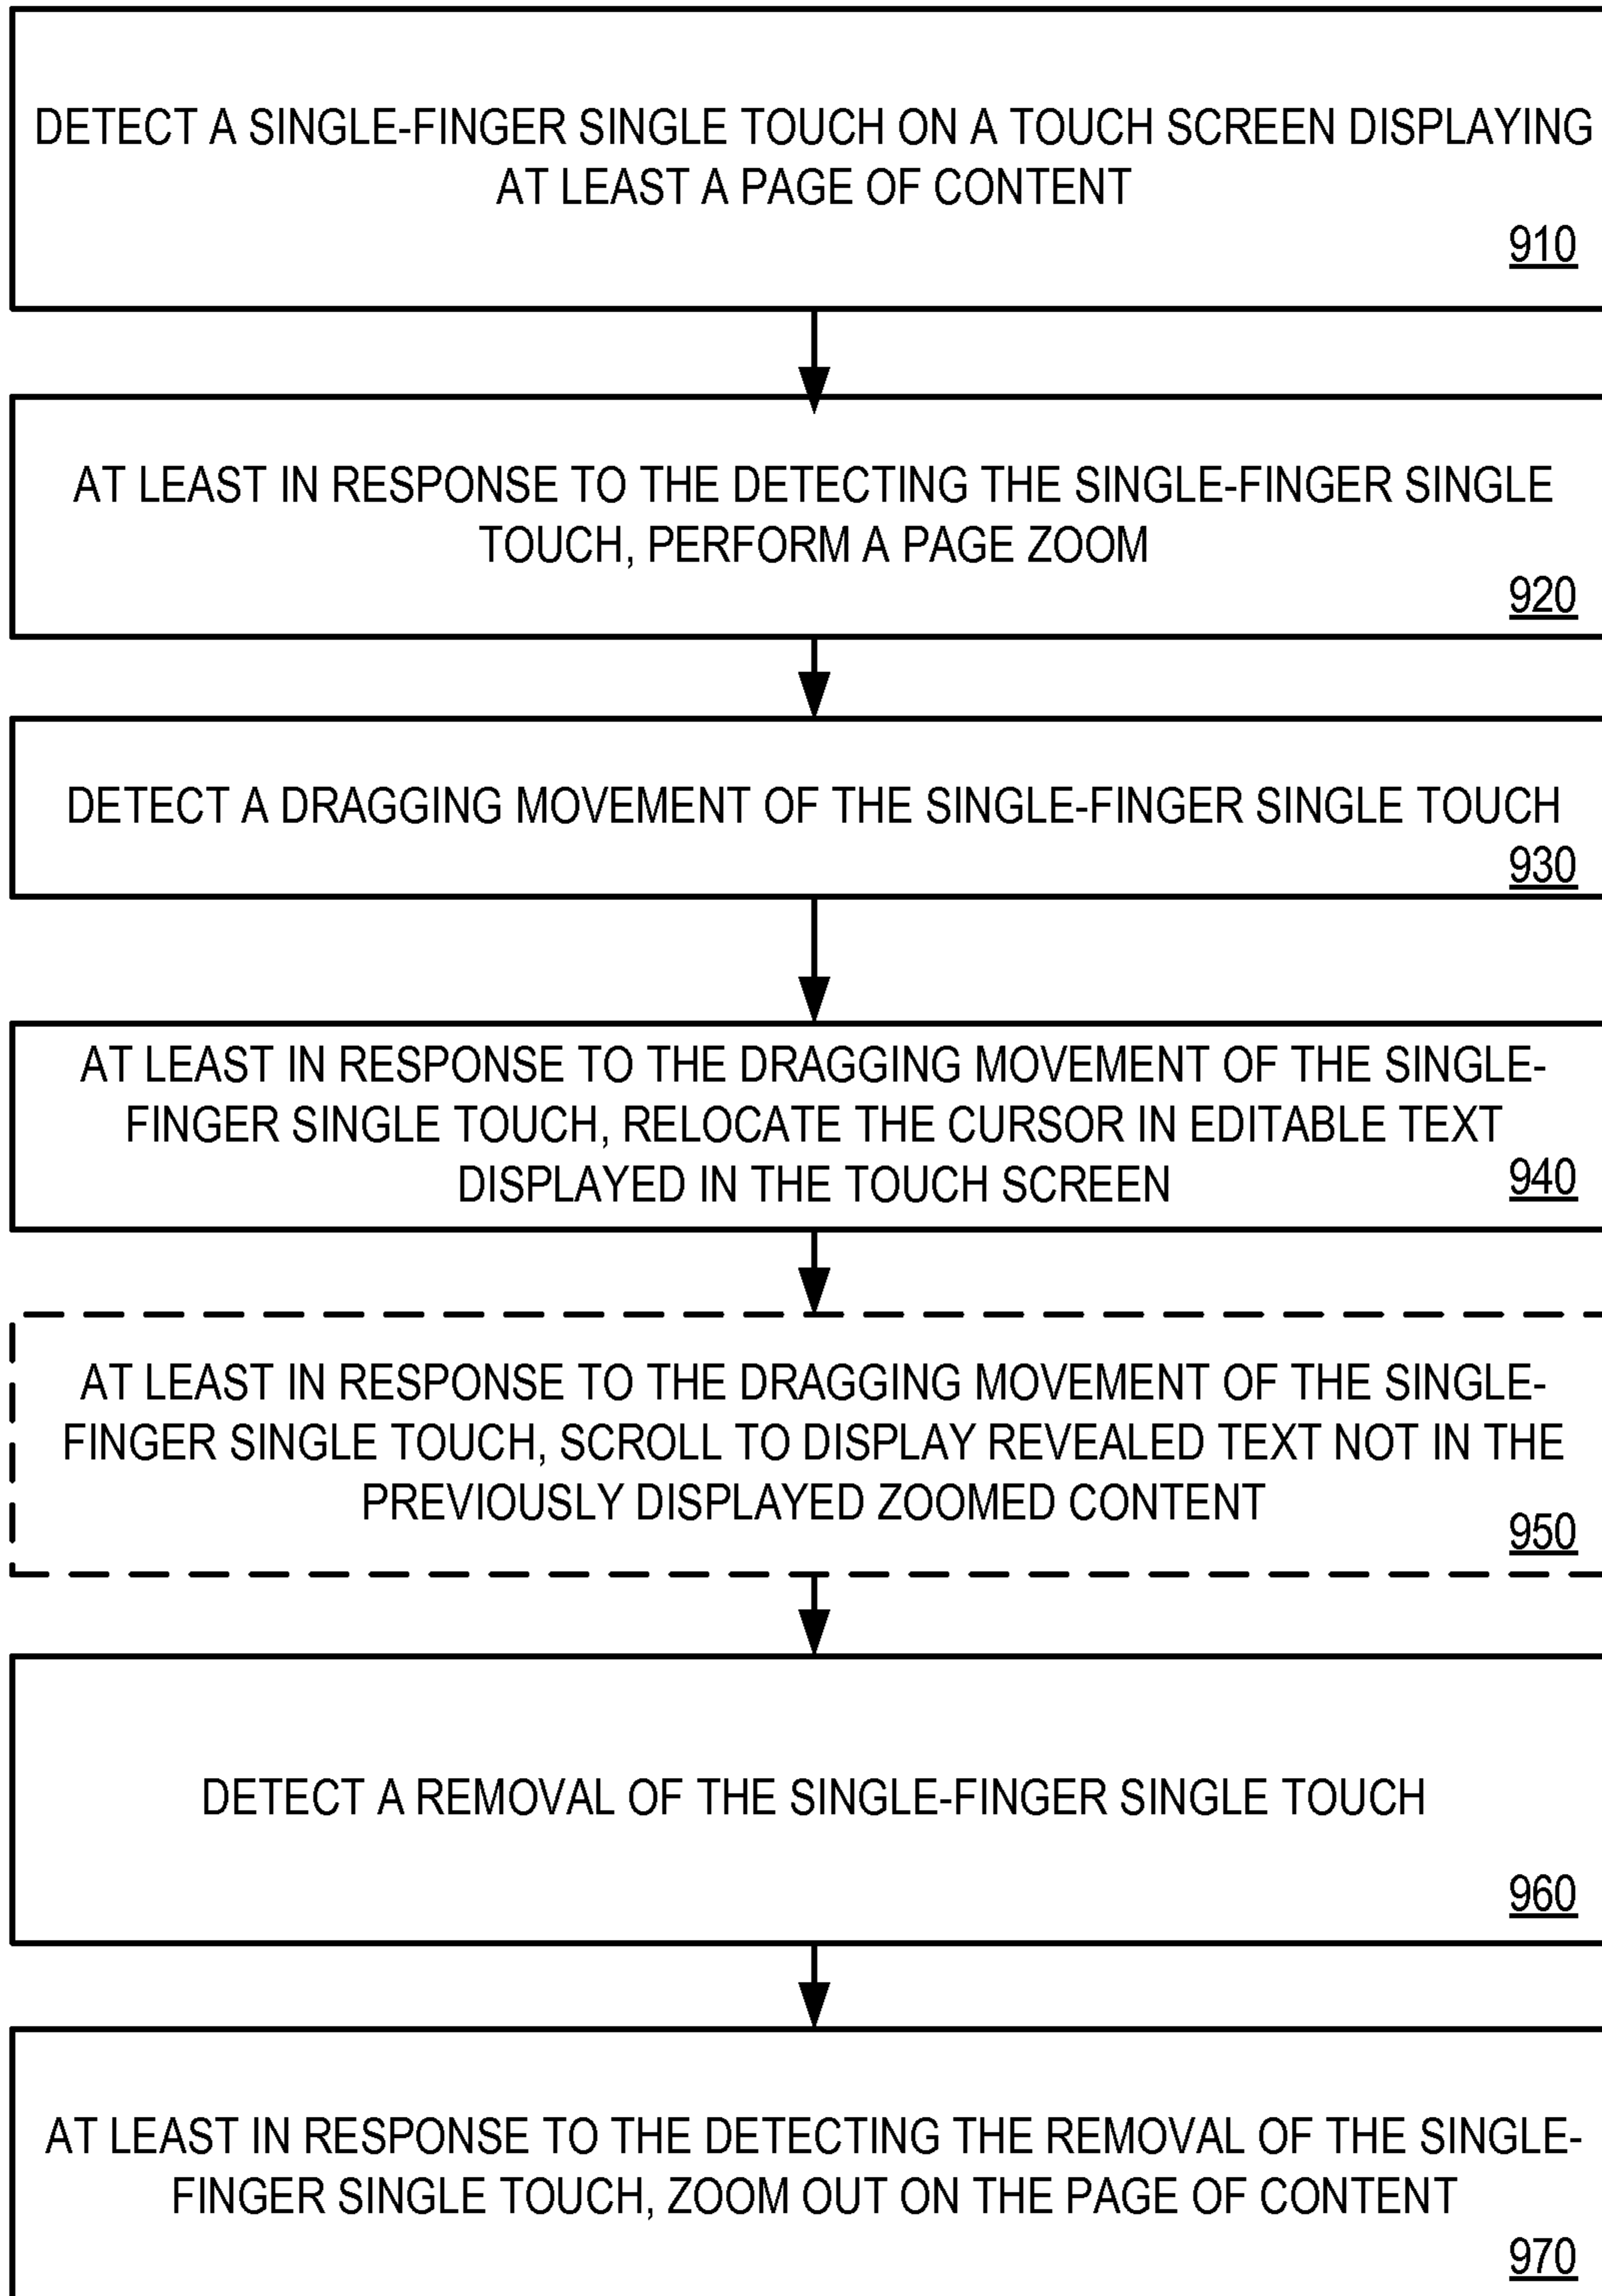 DETECT A SINGLE-FINGER SINGLE TOUCH ON A TOUCH SCREEN DISPLAYING
AT LEAST A PAGE OF CONTENT
910
AT LEAST IN RESPONSE TO THE DETECTING THE SINGLE-FINGER SINGLE
TOUCH, PERFORM A PAGE ZOOM
920
DETECT A DRAGGING MOVEMENT OF THE SINGLE-FINGER SINGLE TOUCH
930
AT LEAST IN RESPONSE TO THE DRAGGING MOVEMENT OF THE SINGLE-
FINGER SINGLE TOUCH, RELOCATE THE CURSOR IN EDITABLE TEXT
DISPLAYED IN THE TOUCH SCREEN
940
AT LEAST IN RESPONSE TO THE DRAGGING MOVEMENT OF THE SINGLE-
FINGER SINGLE TOUCH, SCROLL TO DISPLAY REVEALED TEXT NOT IN THE
PREVIOUSLY DISPLAYED ZOOMED CONTENT
950
DETECT A REMOVAL OF THE SINGLE-FINGER SINGLE TOUCH
960
AT LEAST IN RESPONSE TO THE DETECTING THE REMOVAL OF THE SINGLE-
FINGER SINGLE TOUCH, ZOOM OUT ON THE PAGE OF CONTENT
970